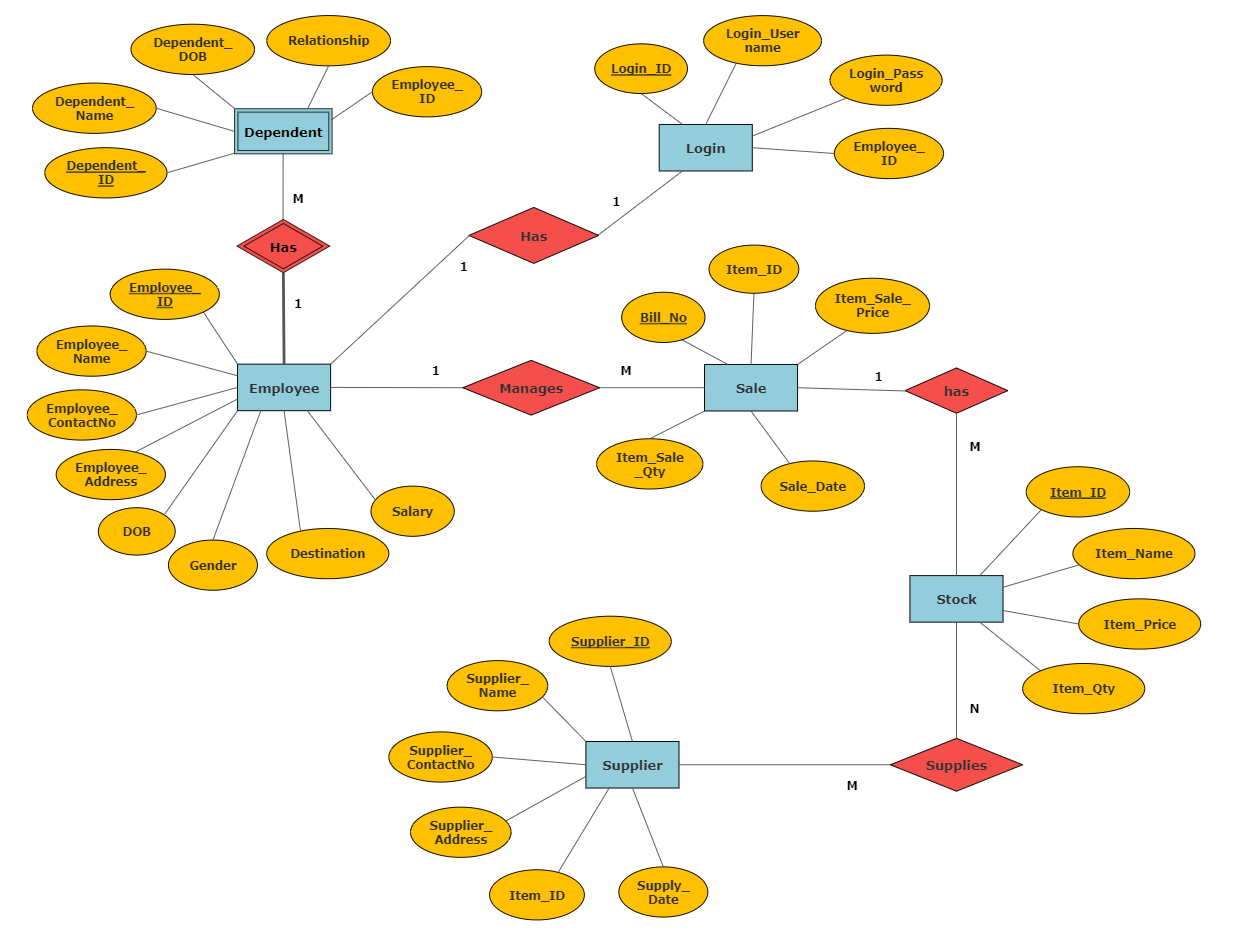 Dependent_
DOB
Relationship
Employee_
ID
Dependent_
Name
Dependent
Dependent_
ID
M
Has
1
Login_User
name
Login_ID
Login_Pass
word
Login
Employee_
ID
1
Has
1
Employee_
ID
Employee_
Name
Employee_
ContactNo
Employee_
Address
DOB
Gender
Destination
Salary
Employee
1
Manages
M
Item_ID
Bill_No
Item_Sale_
Price
Sale
Item_Sale
_Qty
Sale_Date
1
has
M
Item_ID
Item_Name
Stock
Item_Price
Item_Qty
N
Supplies
M
Supplier_ID
Supplier_
Name
Supplier_
ContactNo
Supplier
Supplier_
Address
Item_ID
Supply_
Date